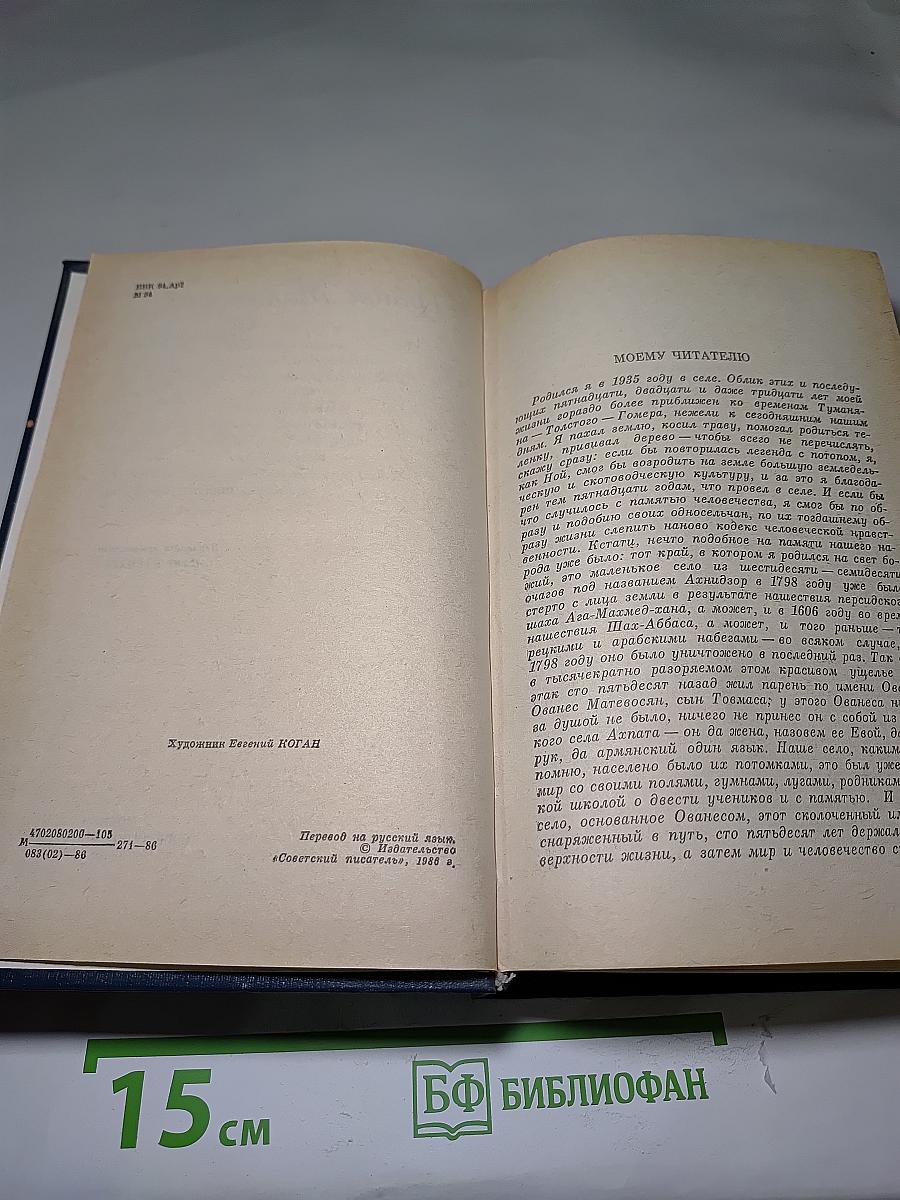 ББК 84.Ар7
М 34
Художник Евгений КОГАН
М 4702080200—105
083(02)—86 271—86
Перевод на русский язык.
© Издательство
«Советский писатель», 1986 г.
МОЕМУ ЧИТАТЕЛЮ
Родился я в 1935 году в селе. Облик этих и последу-
ющих пятнадцати, двадцати и даже тридцати лет моей
жизни гораздо более приближен ко временам Туманя-
на — Толстого — Гомера, нежели к сегодняшним нашим
дням. Я пахал землю, косил траву, помогал родиться те-
ленку, прививал дерево — чтобы всего не перечислять,
скажу сразу: если бы повторилась легенда с потопом, я,
как Ной, смог бы возродить на земле большую земледель-
ческую и скотоводческую культуру, и за это я благода-
рен тем пятнадцати годам, что провел в селе. И если бы
что случилось с памятью человечества, я смог бы по об-
разу и подобию своих односельчан, по их тогдашнему об-
разу жизни слепить наново кодекс человеческой нравст-
венности. Кстати, нечто подобное на памяти нашего на-
рода уже было: тот край, в котором я родился на свет бо-
жий, это маленькое село из шестидесяти — семидесяти
очагов под названием Ахнидзор в 1798 году уже было
стерто с лица земли в результате нашествия персидского
шаха Ага-Махмед-хана, а может, и в 1606 году во время
нашествия Шах-Аббаса, а может, и того раньше — 
рецкими и арабскими набегами — во всяком случае,
1798 году оно было уничтожено в последний раз. Так
в тысячекратно разоряемом этом красивом ущелье
этак сто пятьдесят назад жил парень по имени Ова
Ованес Матевосян, сын Товмаса; у этого Ованеса ни
за душой не было, ничего не принес он с собой из
кого села Ахпата — он да жена, назовем ее Евой, да
рук, да армянский один язык. Наше село, каким
помню, населено было их потомками, это был уже
мир со своими полями, гумнами, лугами, родниками
кой школой о двести учеников и с памятью. И
село, основанное Ованесом, этот сколоченный и
снаряженный в путь, сто пятьдесят лет держал
верхности жизни, а затем мир и человечество с
15 см
БФ БИБЛИОФАН